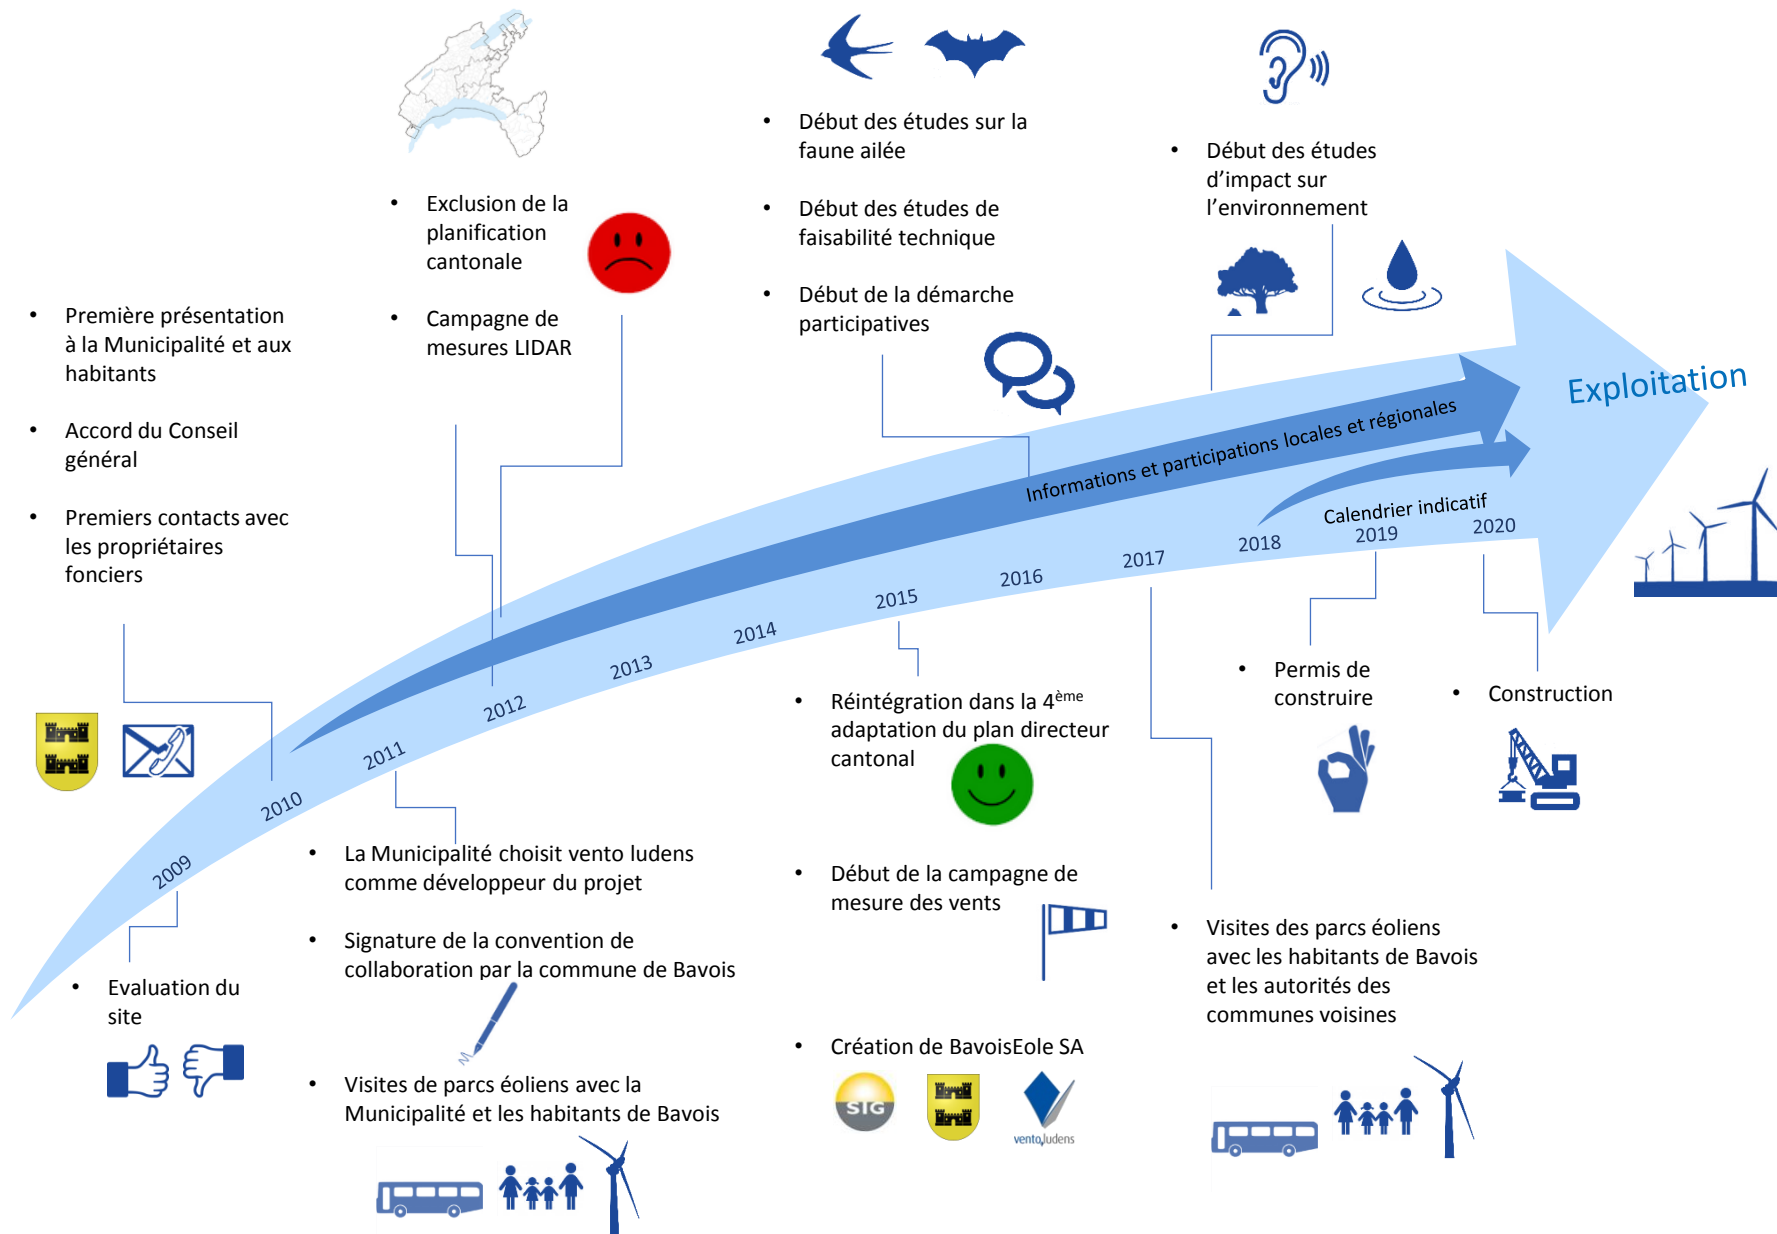 • Première présentation
à la Municipalité et aux
habitants
• Accord du Conseil
général
• Premiers contacts avec
les propriétaires
fonciers
• Exclusion de la
planification
cantonale
• Campagne de
mesures LIDAR
• Début des études sur la
faune ailée
• Début des études de
faisabilité technique
• Début de la démarche
participatives
• Début des études
d’impact sur
l’environnement
Exploitation
Informations et participations locales et régionales
Calendrier indicatif
2009
2010
2011
2012
2013
2014
2015
2016
2017
2018
2019
2020
• Evaluation du
site
• La Municipalité choisit vento ludens
comme développeur du projet
• Signature de la convention de
collaboration par la commune de Bavois
• Visites de parcs éoliens avec la
Municipalité et les habitants de Bavois
• Réintégration dans la 4ème
adaptation du plan directeur
cantonal
• Début de la campagne de
mesure des vents
• Création de BavoisEole SA
SIG
vento ludens
• Visites des parcs éoliens
avec les habitants de Bavois
et les autorités des
communes voisines
• Permis de
construire
• Construction